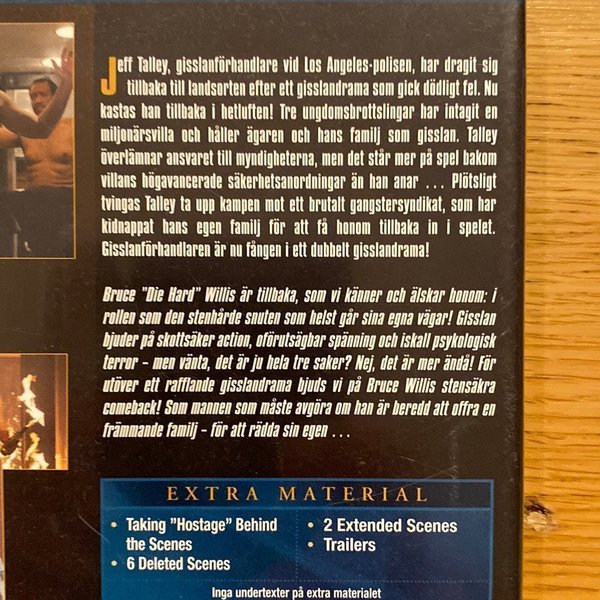 Jeff Talley, gisslanförhandlare vid Los Angeles-polisen, har dragit sig
tillbaka till landsorten efter ett gisslandrama som gick dödligt fel. Nu
kastas han tillbaka i hetluften! Tre ungdomsbrottslingar har intagit en
miljonärsvilla och håller ägaren och hans familj som gisslan. Talley
överlämnar ansvaret till myndigheterna, men det står mer på spel bakom
villans högavancerade säkerhetsanordningar än han anar ... Plötsligt
tvingas Talley ta upp kampen mot ett brutalt gangstersyndikat, som har
kidnappat hans egen familj för att få honom tillbaka in i spelet.
Gisslanförhandlaren är nu fången i ett dubbelt gisslandrama!
Bruce "Die Hard" Willis är tillbaka, som vi känner och älskar honom: i
rollen som den stenhårde snuten som helst går sina egna vägar! Gisslan
bjuder på skottsäker action, oförutsägbar spänning och iskall psykologisk
terror - men vänta, det är ju hela tre saker? Nej, det är mer ändå! För
utöver ett rafflande gisslandrama bjuds vi på Bruce Willis stensäkra
comeback! Som mannen som måste avgöra om han är beredd att offra en
främmande familj - för att rädda sin egen ...
EXTRA MATERIAL
• Taking "Hostage" Behind
the Scenes
• 6 Deleted Scenes
• 2 Extended Scenes
• Trailers
Inga undertexter på extra materialet